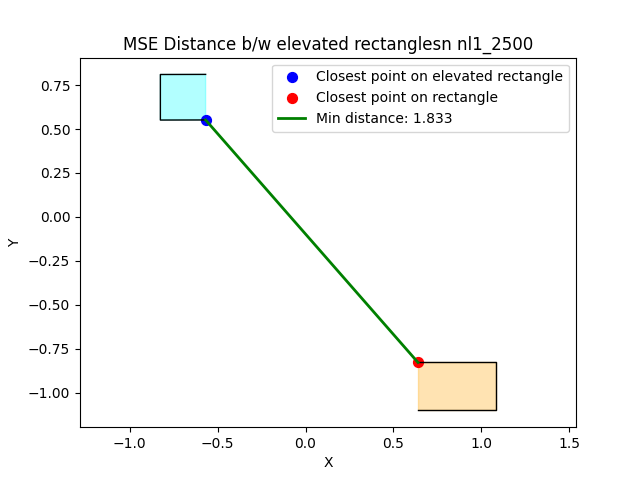 MSE Distance b/w elevated rectanglesn nl1_2500
Closest point on elevated rectangle
Closest point on rectangle
Min distance: 1.833
0.75
0.50
0.25
0.00
−0.25
−0.50
−0.75
−1.00
Y
−1.0
−0.5
0.0
0.5
1.0
1.5
X